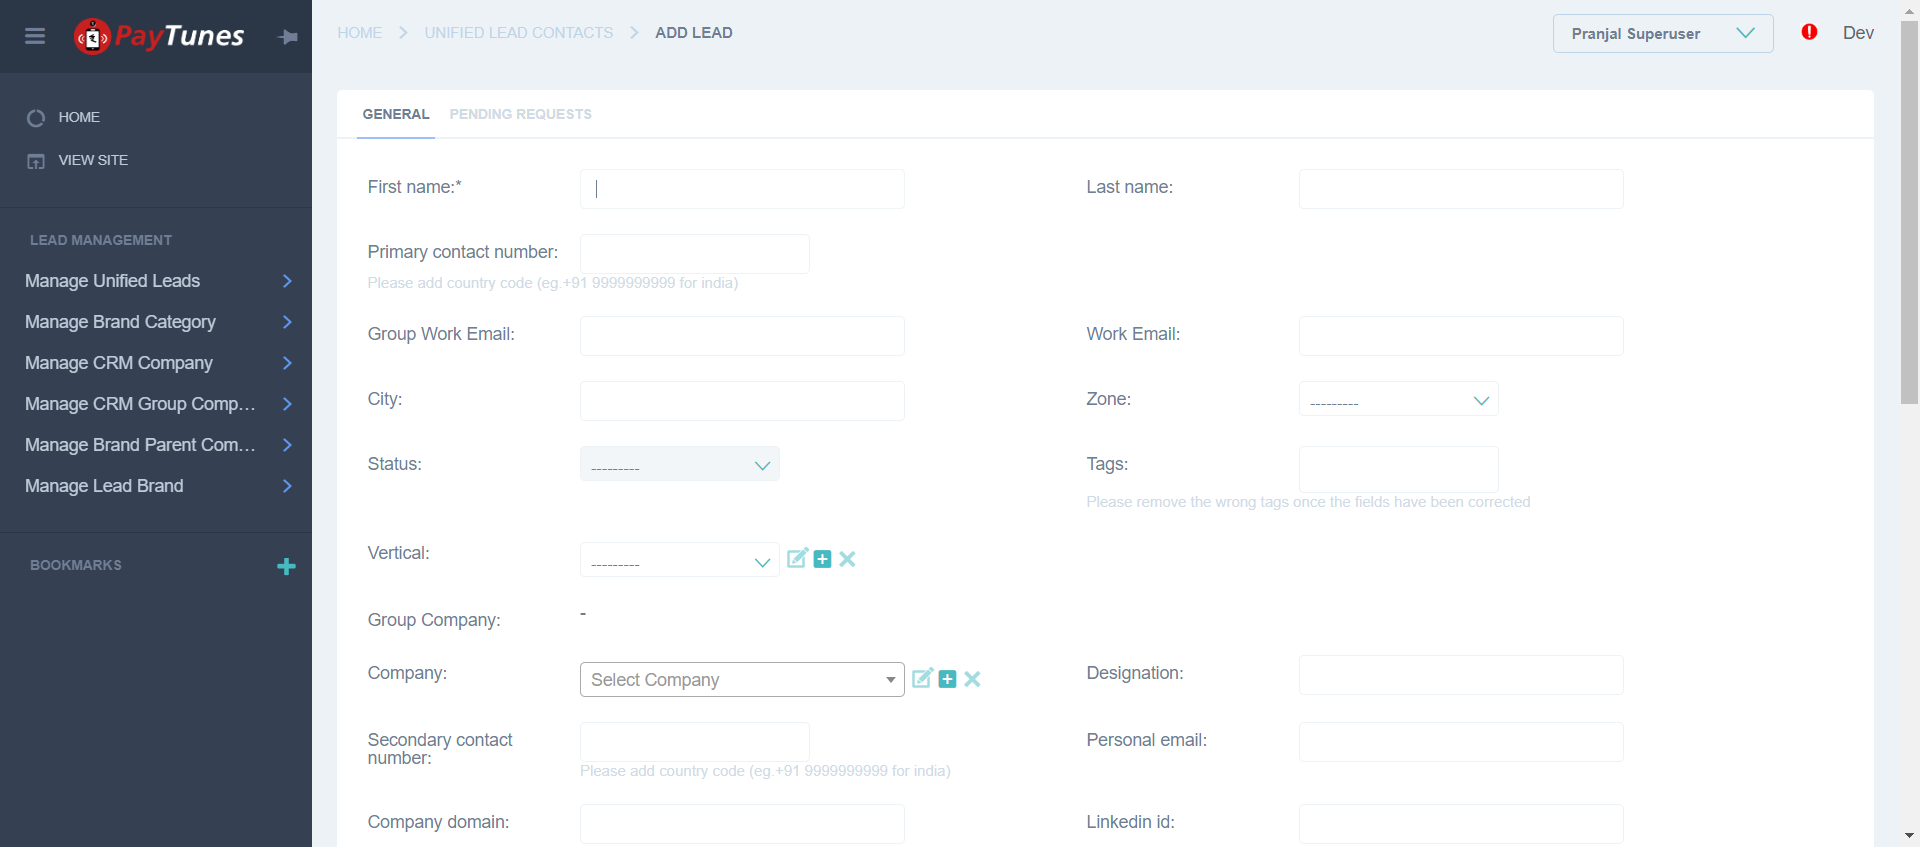 PayTunes
HOME
VIEW SITE
LEAD MANAGEMENT
Manage Unified Leads
Manage Brand Category
Manage CRM Company
Manage CRM Group Comp...
Manage Brand Parent Com...
Manage Lead Brand
BOOKMARKS
HOME > UNIFIED LEAD CONTACTS > ADD LEAD
Pranjal Superuser
Dev
GENERAL PENDING REQUESTS
First name:*
Last name:
Primary contact number:
Please add country code (eg.+91 9999999999 for india)
Group Work Email:
Work Email:
City:
Zone: ---------
Status: ---------
Tags:
Please remove the wrong tags once the fields have been corrected
Vertical: ---------
Group Company: -
Company: Select Company
Designation:
Secondary contact
number:
Please add country code (eg.+91 9999999999 for india)
Personal email:
Company domain:
Linkedin id: